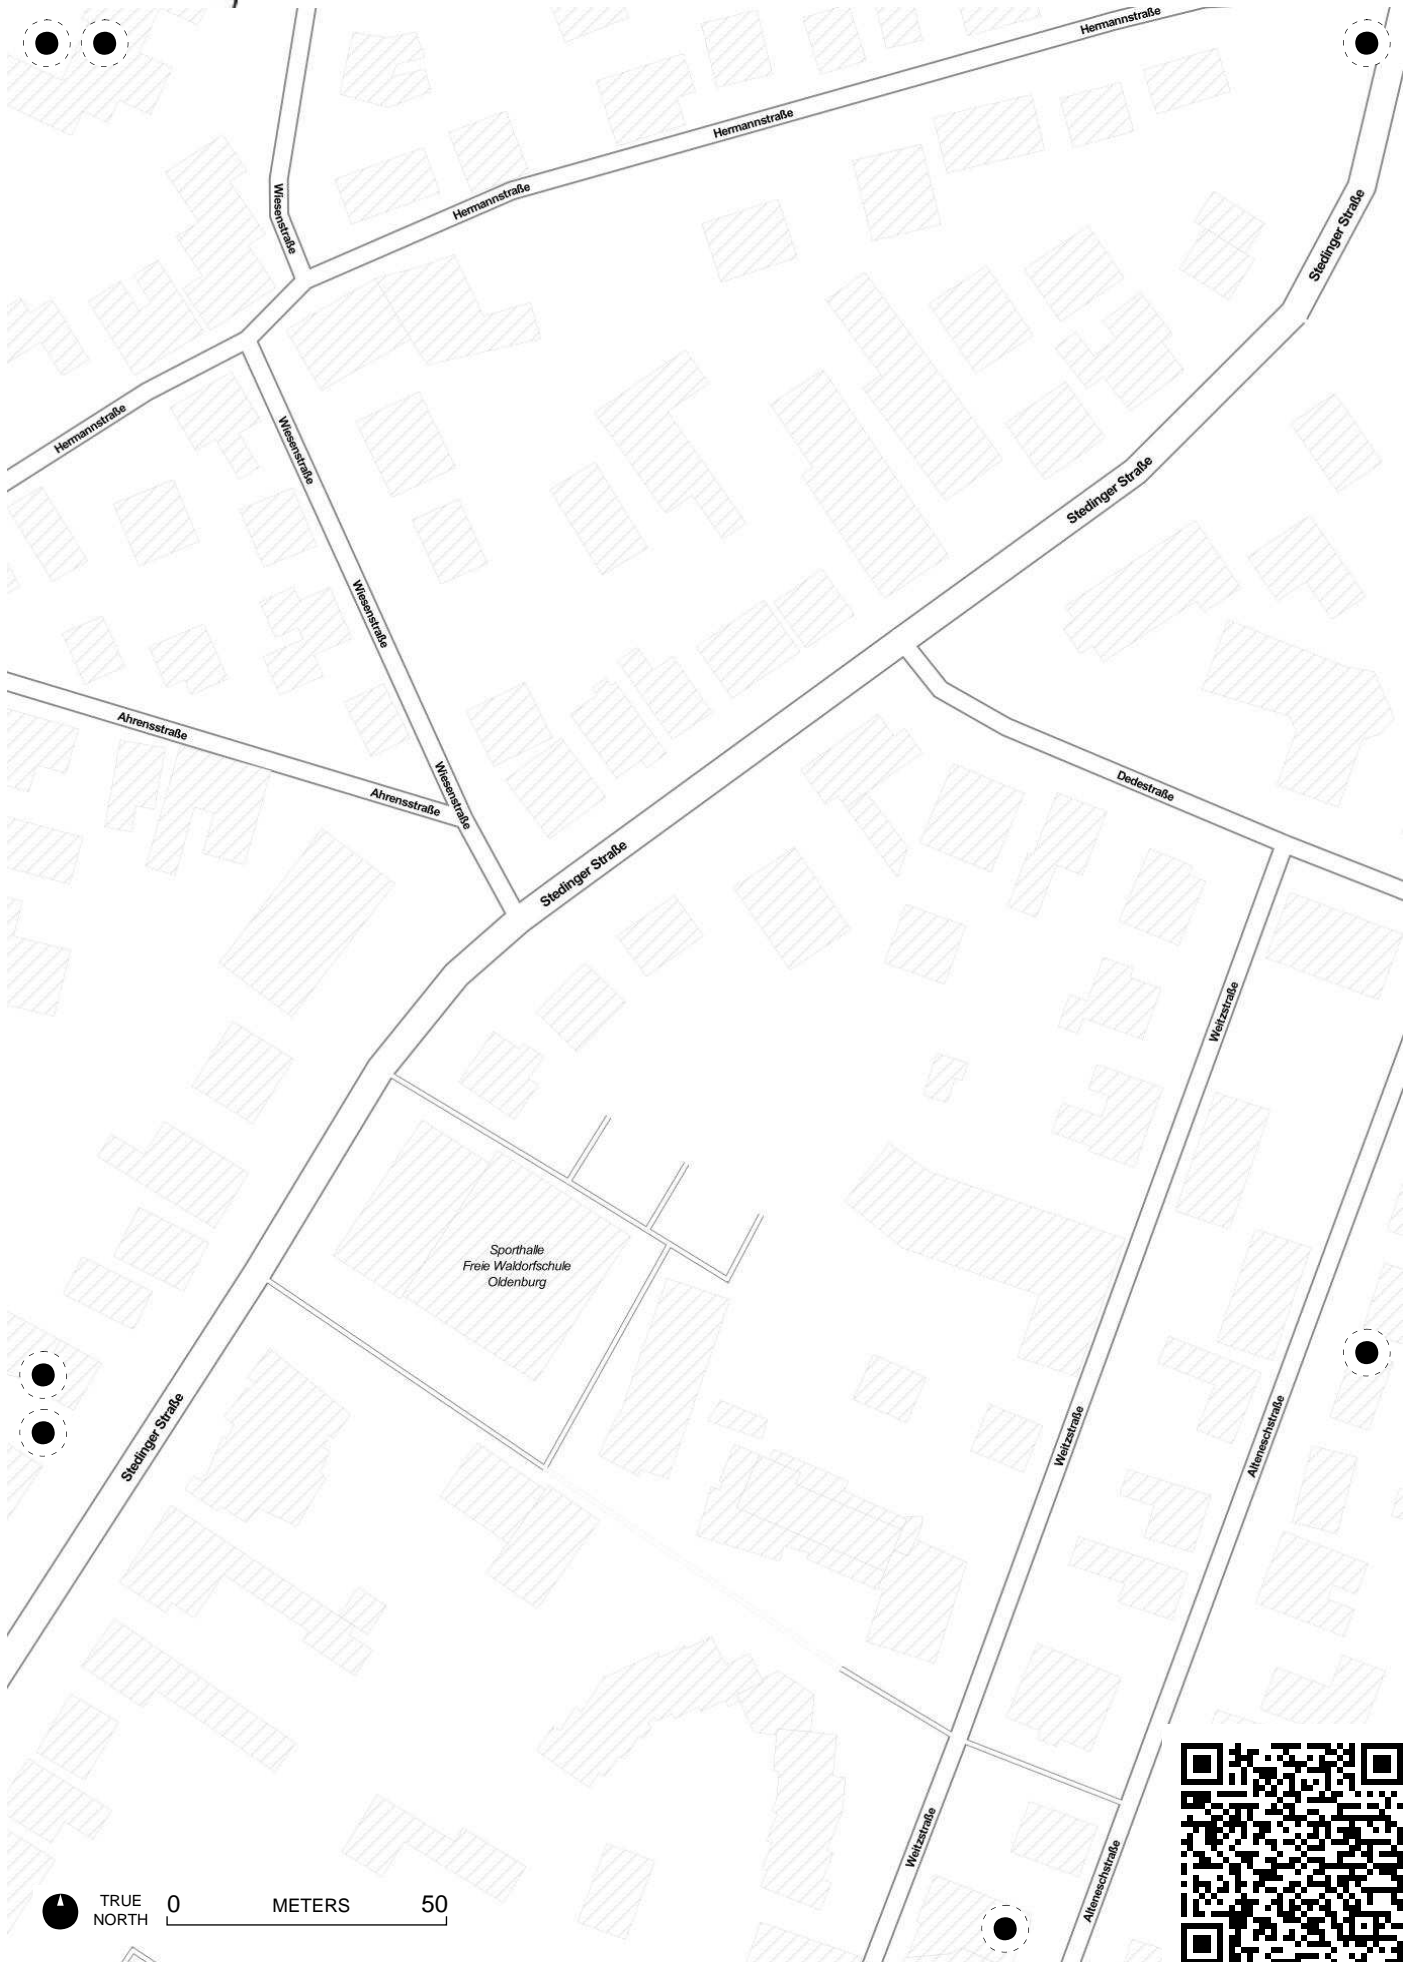 Hermannstraße
Hermannstraße
Hermannstraße
Wiesenstraße
Stedinger Straße
Hermannstraße
Wiesenstraße
Stedinger Straße
Wiesenstraße
Ahrensstraße
Ahrensstraße
Wiesenstraße
Dedestraße
Stedinger Straße
Weitzstraße
Sporthalle
Freie Waldorfschule
Oldenburg
Stedinger Straße
Weitzstraße
Alteneschstraße
Weitzstraße
Alteneschstraße
TRUE
NORTH
0 METERS 50